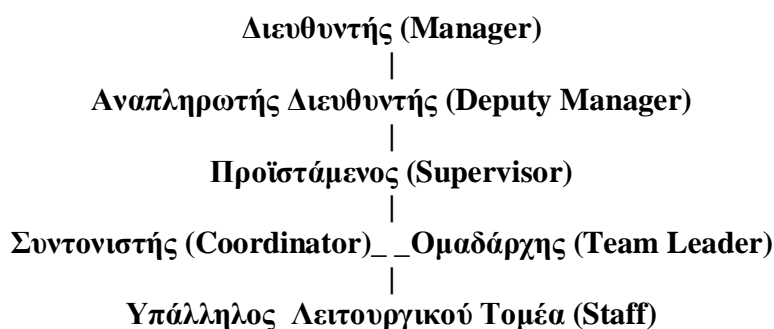 Διευθυντής (Manager)
|
Αναπληρωτής Διευθυντής (Deputy Manager)
|
Προϊστάμενος (Supervisor)
|
Συντονιστής (Coordinator)_ _Ομαδάρχης (Team Leader)
|
Υπάλληλος Λειτουργικού Τομέα (Staff)